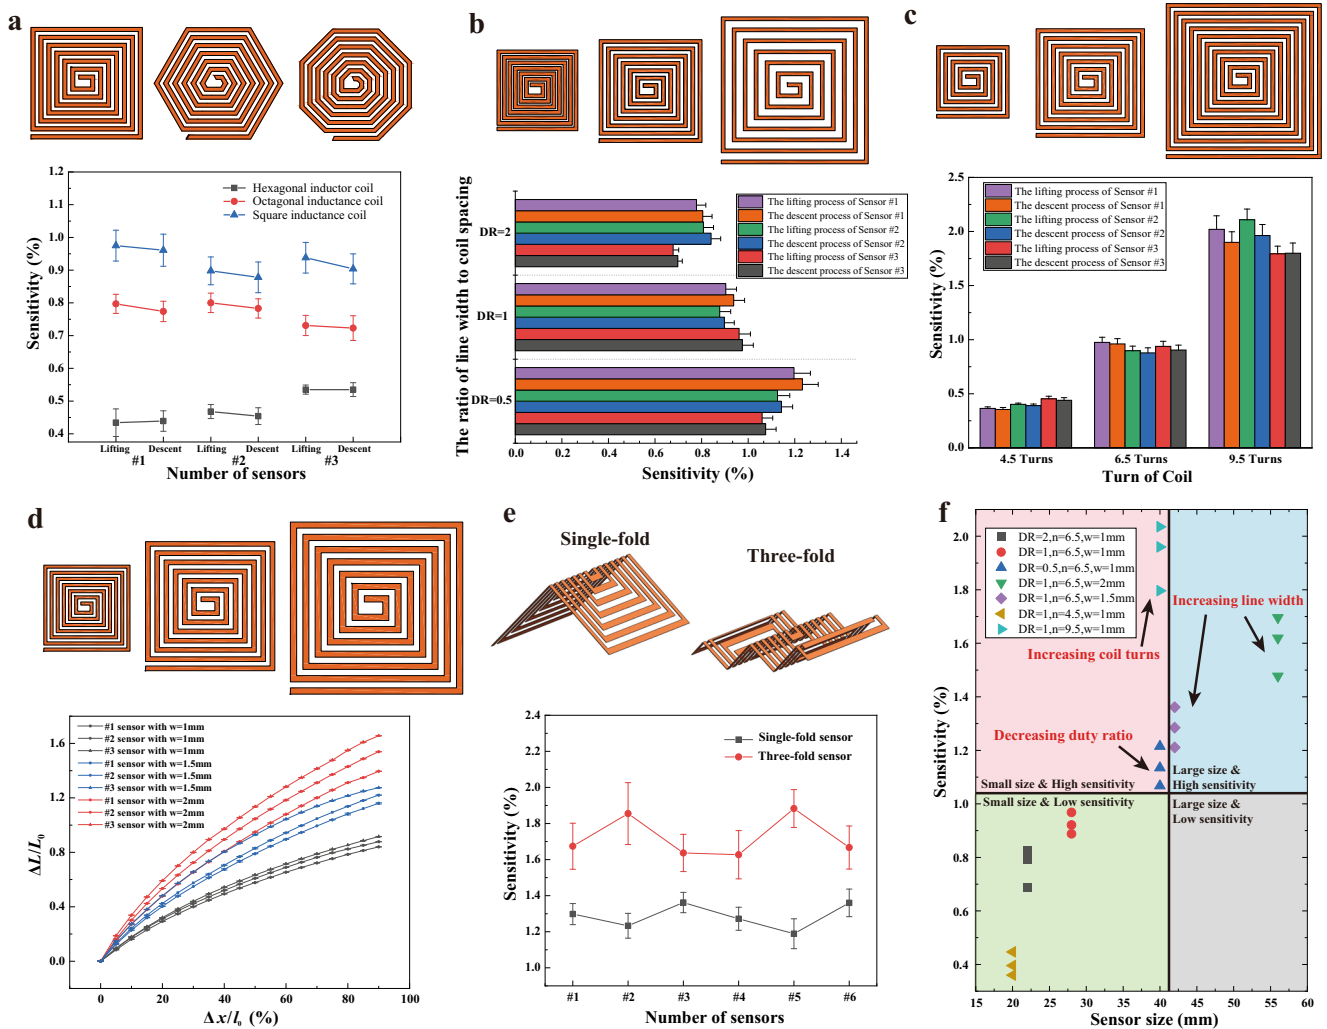 a
1.2
1.1
1.0
0.9
0.8
0.7
0.6
0.5
0.4
Sensitivity (%)
Hexagonal inductor coil
Octagonal inductance coil
Square inductance coil
Lifting Descent Lifting Descent Lifting Descent
#1 #2 #3
Number of sensors
b
The ratio of line width to coil spacing
DR=2
DR=1
DR=0.5
The lifting process of Sensor #1
The descent process of Sensor #1
The lifting process of Sensor #2
The descent process of Sensor #2
The lifting process of Sensor #3
The descent process of Sensor #3
0.0 0.2 0.4 0.6 0.8 1.0 1.2 1.4
Sensitivity (%)
c
2.5
2.0
1.5
1.0
0.5
0.0
Sensitivity (%)
The lifting process of Sensor #1
The descent process of Sensor #1
The lifting process of Sensor #2
The descent process of Sensor #2
The lifting process of Sensor #3
The descent process of Sensor #3
4.5 Turns 6.5 Turns 9.5 Turns
Turn of Coil
d
1.6
1.2
0.8
0.4
0.0
ΔL/L₀
#1 sensor with w=1mm
#2 sensor with w=1mm
#3 sensor with w=1mm
#1 sensor with w=1.5mm
#2 sensor with w=1.5mm
#3 sensor with w=1.5mm
#1 sensor with w=2mm
#2 sensor with w=2mm
#3 sensor with w=2mm
0 20 40 60 80 100
Δx/l₀ (%)
e
Single-fold
Three-fold
2.4
2.2
2.0
1.8
1.6
1.4
1.2
1.0
Sensitivity (%)
Single-fold sensor
Three-fold sensor
#1 #2 #3 #4 #5 #6
Number of sensors
f
2.0
1.8
1.6
1.4
1.2
1.0
0.8
0.6
0.4
Sensitivity (%)
DR=2,n=6.5,w=1mm
DR=1,n=6.5,w=1mm
DR=0.5,n=6.5,w=1mm
DR=1,n=6.5,w=2mm
DR=1,n=6.5,w=1.5mm
DR=1,n=4.5,w=1mm
DR=1,n=9.5,w=1mm
Increasing line width
Increasing coil turns
Decreasing duty ratio
Small size & High sensitivity
Large size &
High sensitivity
Small size & Low sensitivity
Large size &
Low sensitivity
15 20 25 30 35 40 45 50 55 60
Sensor size (mm)